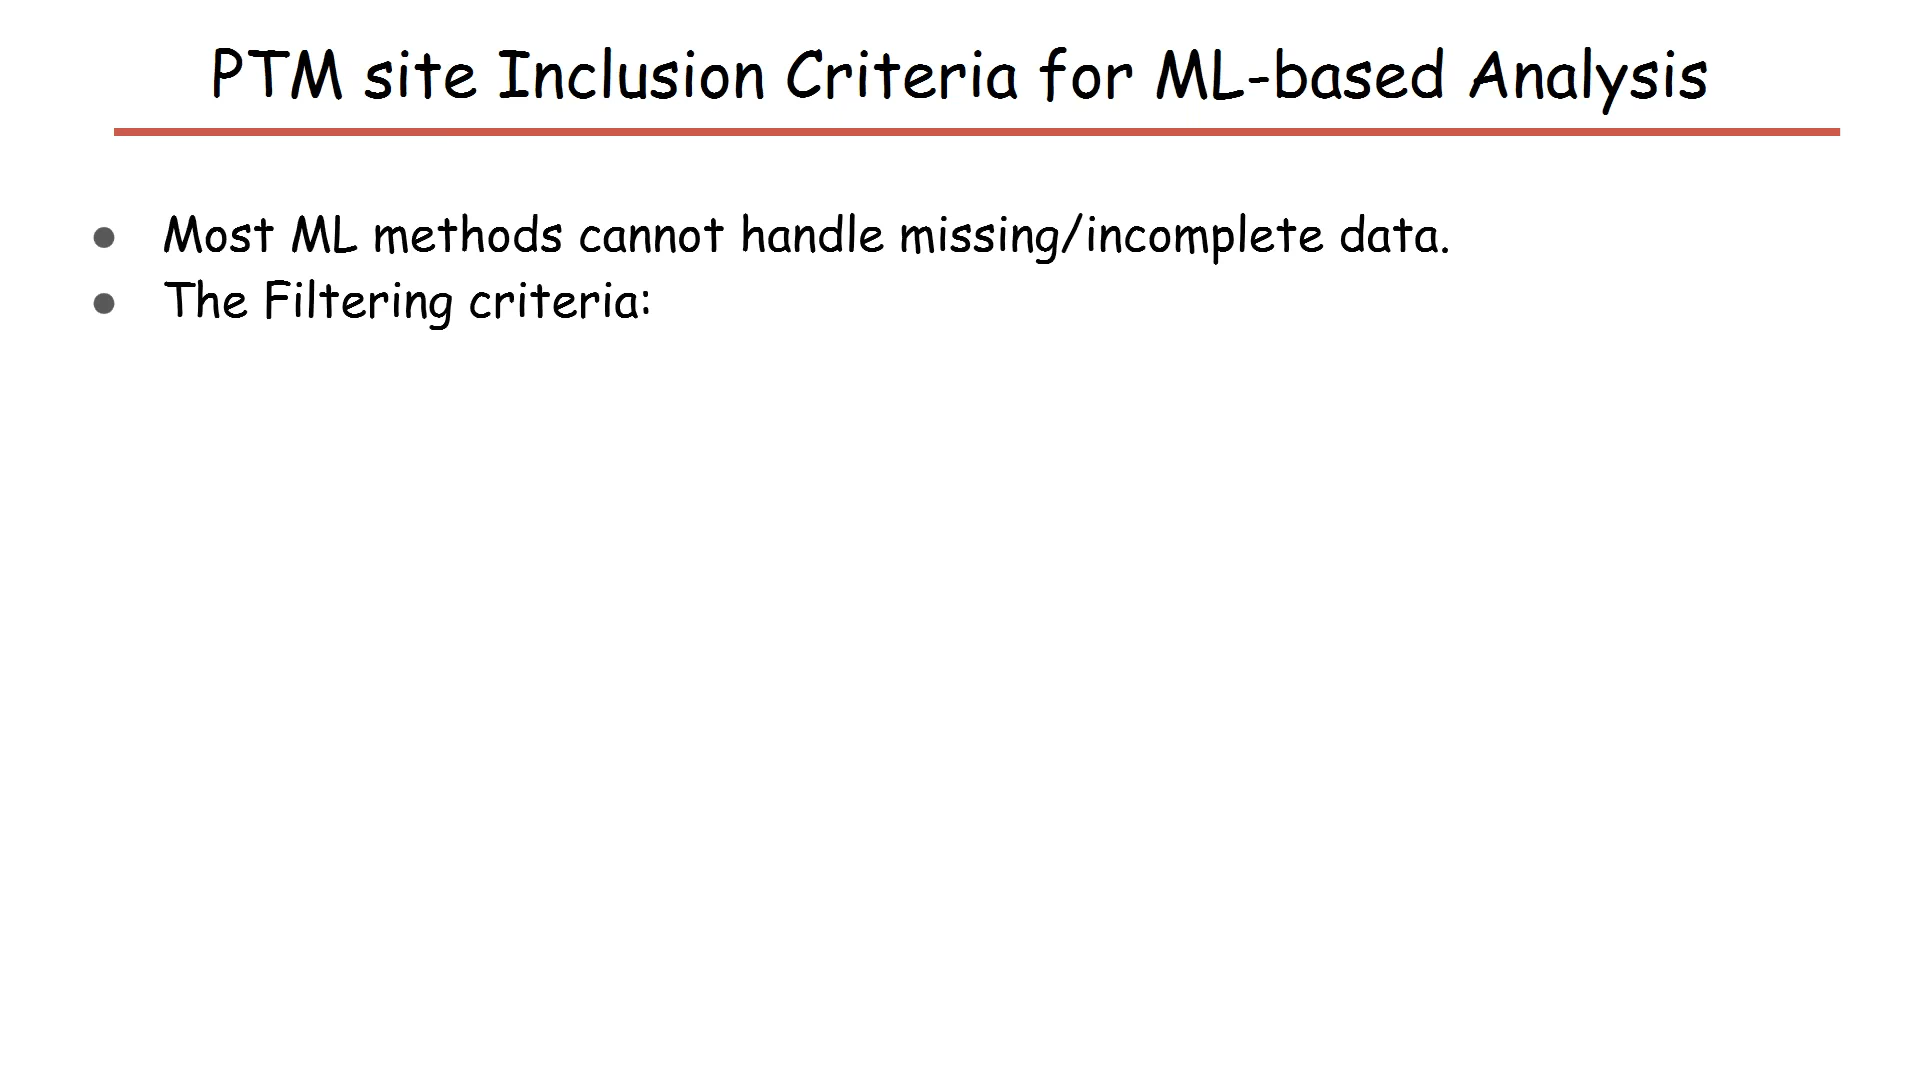 PTM site Inclusion Criteria for ML-based Analysis
● Most ML methods cannot handle missing/incomplete data.
● The Filtering criteria: